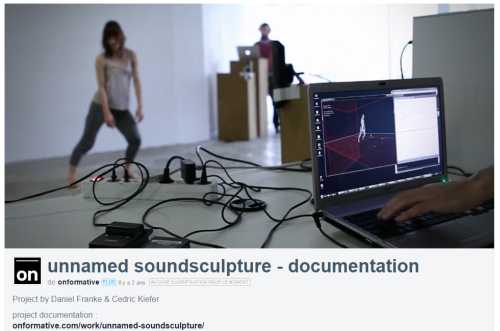 on
unnamed soundsculpture - documentation
de onformative PLUS Il y a 2 ans
Project by Daniel Franke & Cedric Kiefer
project documentation :
onformative.com/work/unnamed-soundsculpture/